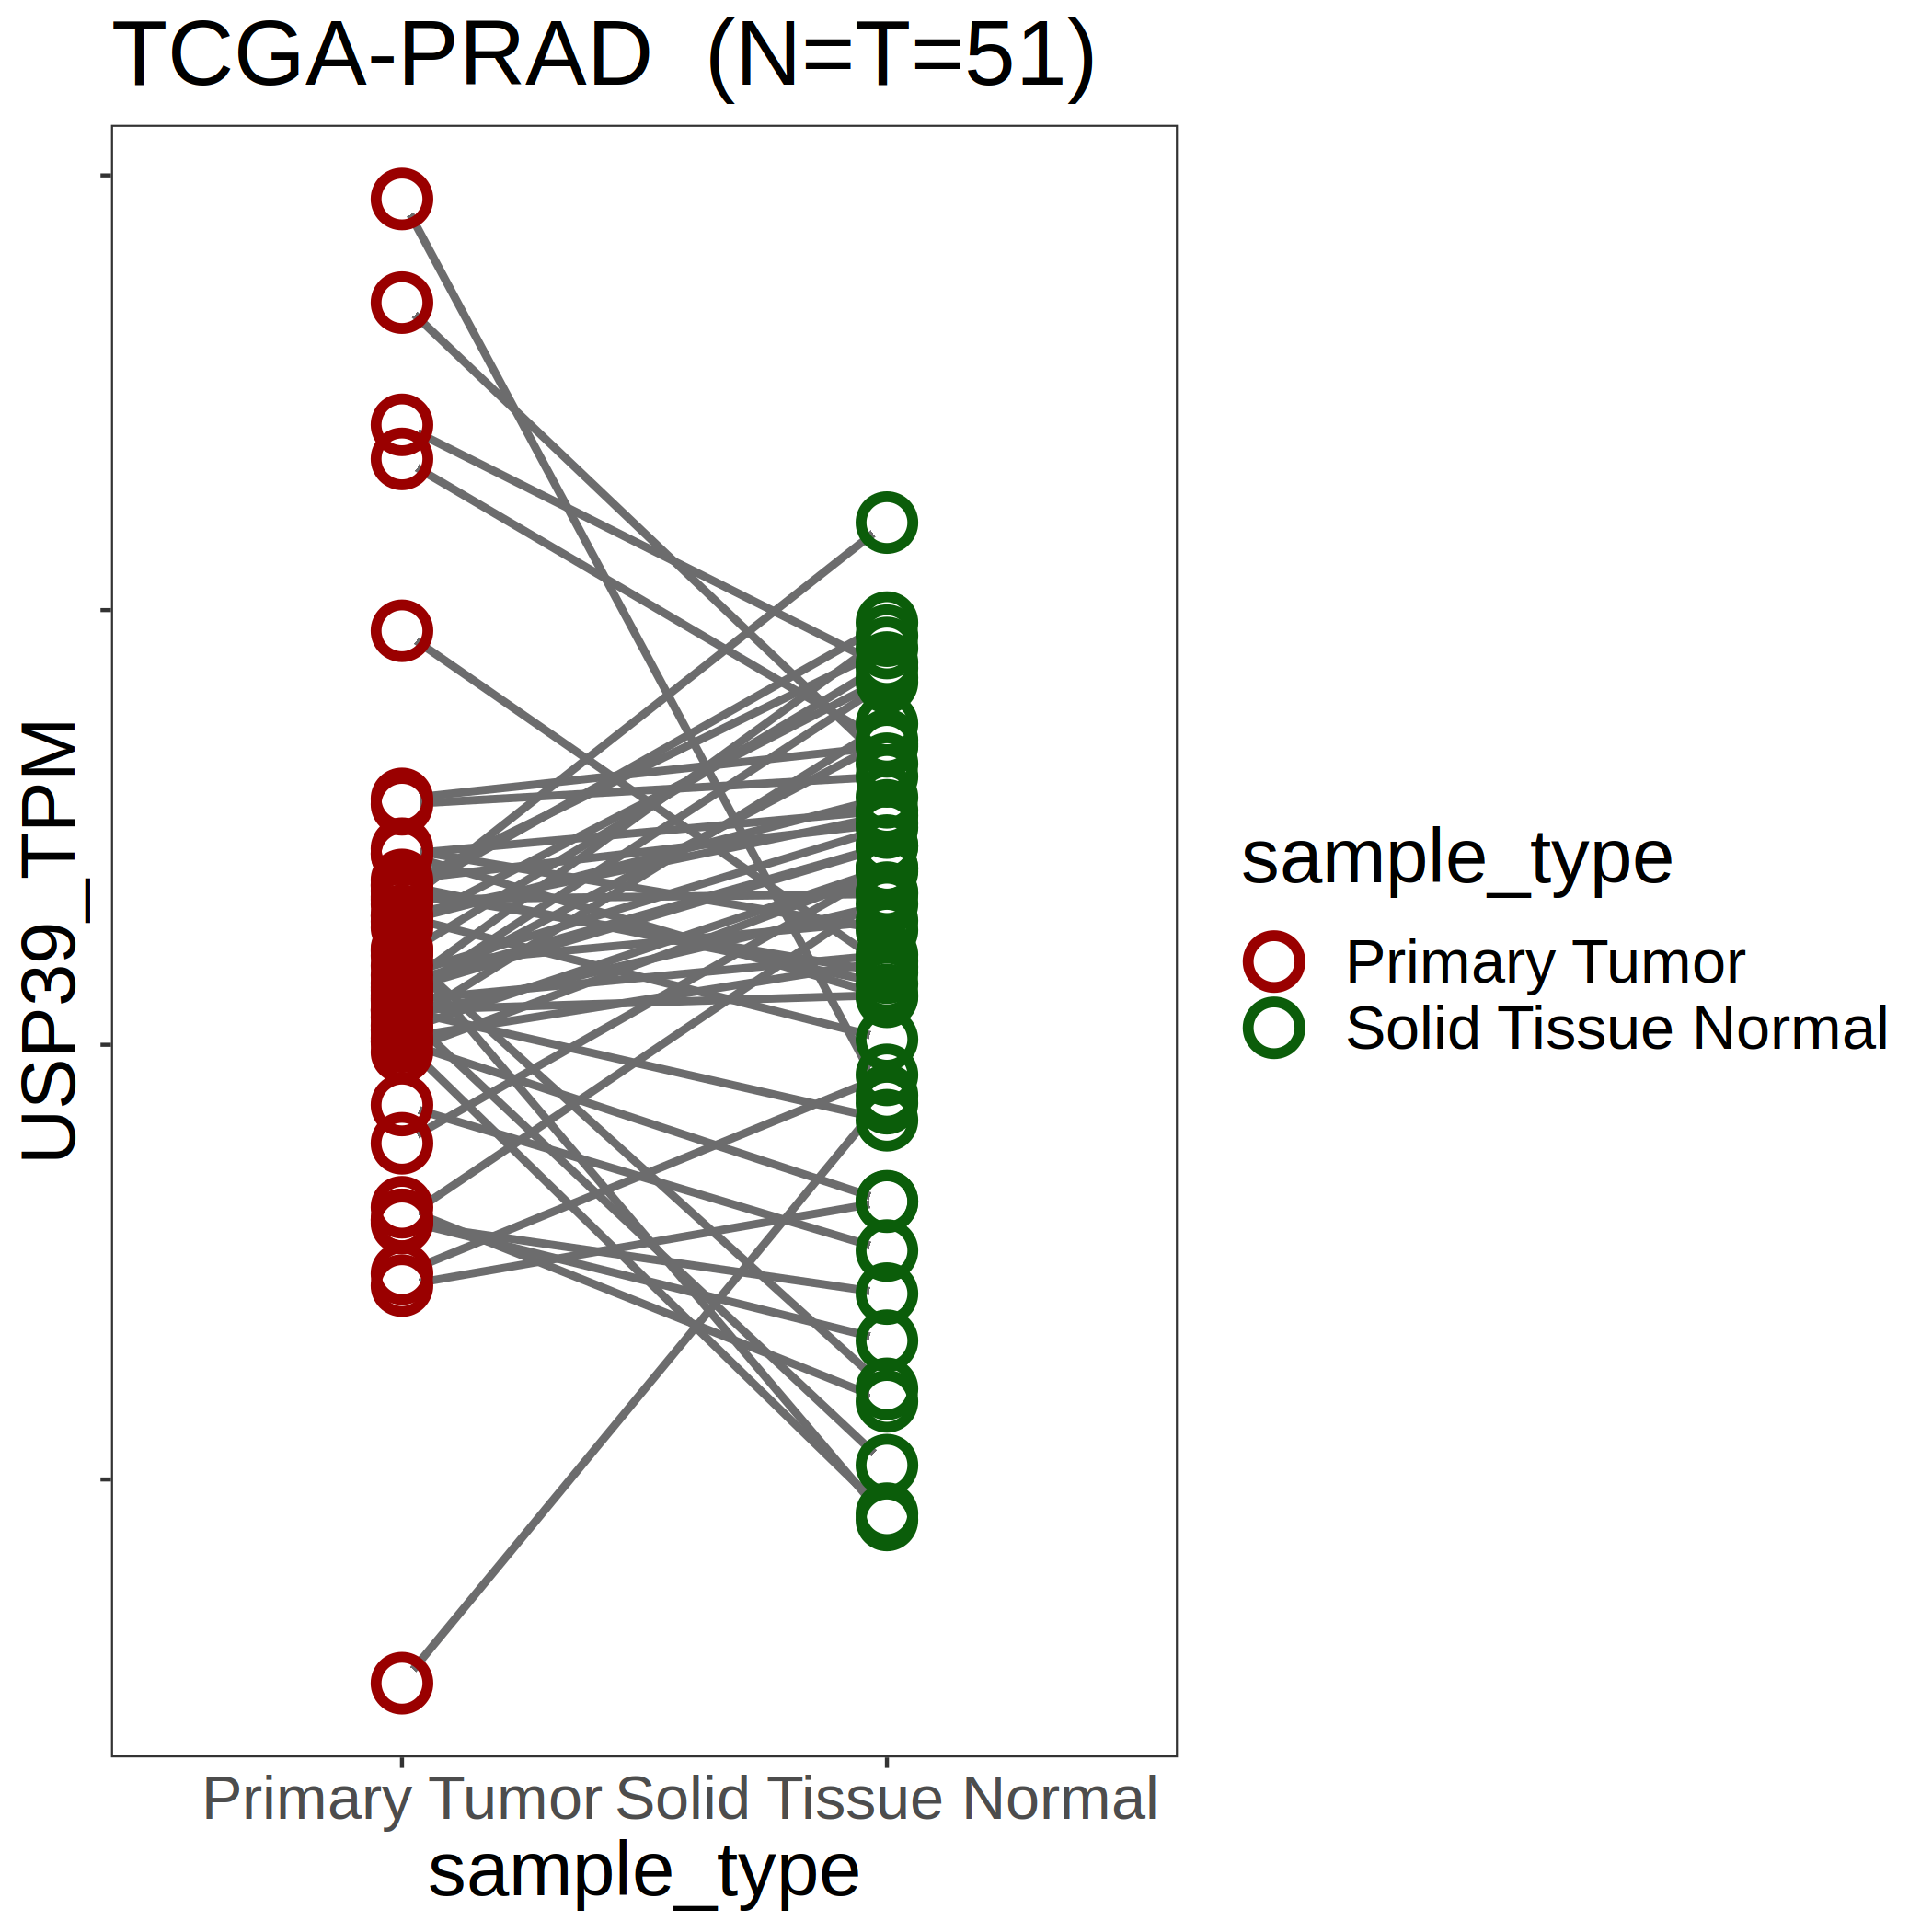 TCGA-PRAD  (N=T=51)
USP39_TPM
Primary Tumor Solid Tissue Normal
sample_type
sample_type
Primary Tumor
Solid Tissue Normal